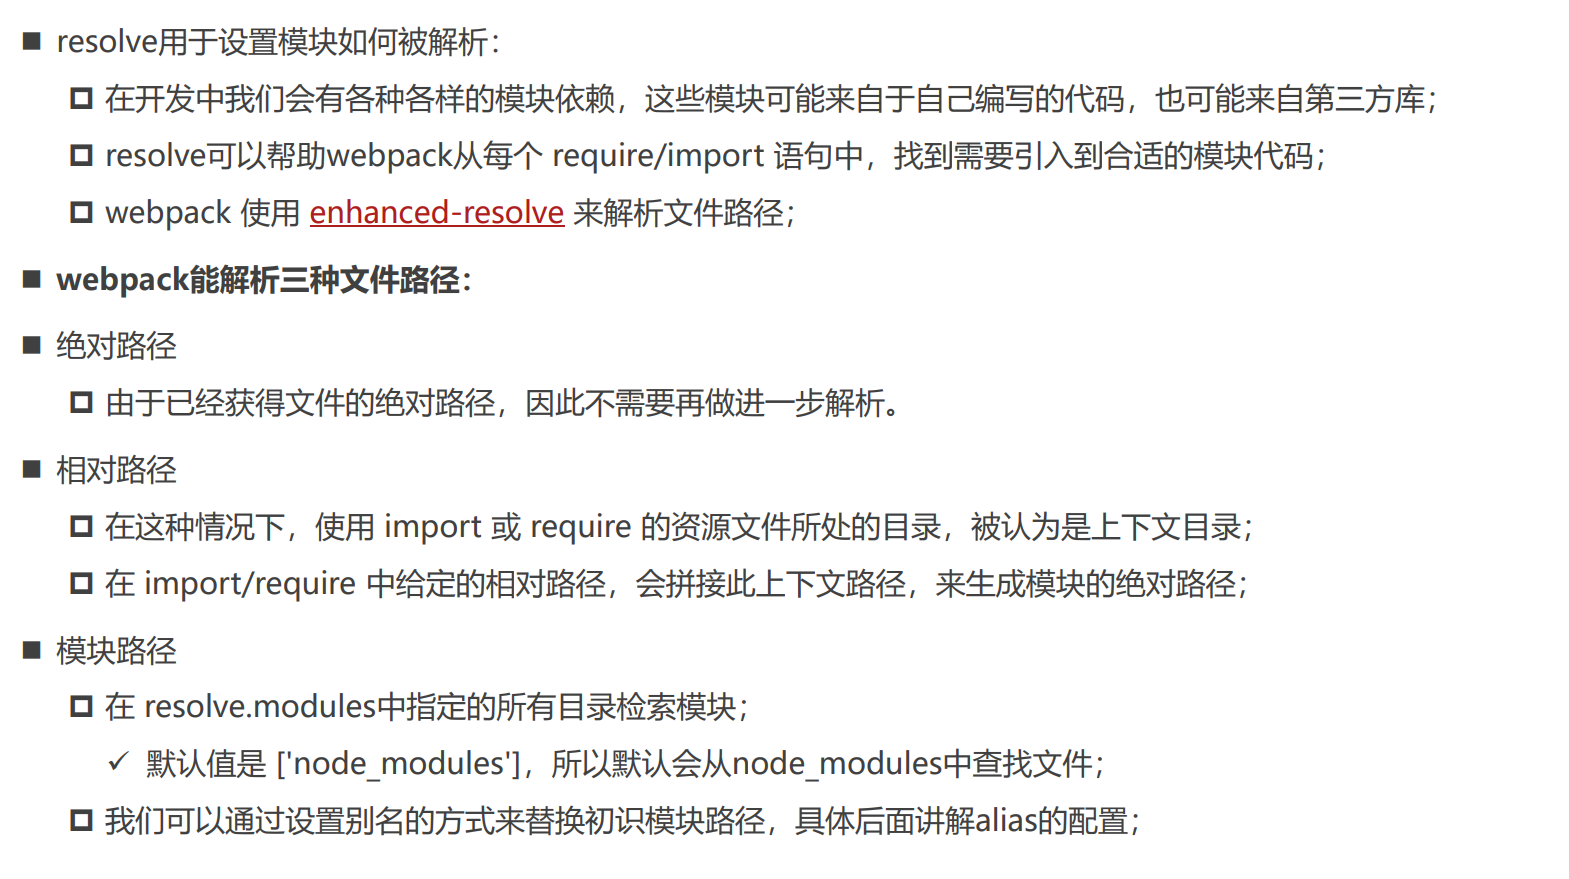 resolve用于设置模块如何被解析：
在开发中我们会有各种各样的模块依赖，这些模块可能来自于自己编写的代码，也可能来自第三方库；
resolve可以帮助webpack从每个 require/import 语句中，找到需要引入到合适的模块代码；
webpack 使用 enhanced-resolve 来解析文件路径；
webpack能解析三种文件路径：
绝对路径
由于已经获得文件的绝对路径，因此不需要再做进一步解析。
相对路径
在这种情况下，使用 import 或 require 的资源文件所处的目录，被认为是上下文目录；
在 import/require 中给定的相对路径，会拼接此上下文路径，来生成模块的绝对路径；
模块路径
在 resolve.modules中指定的所有目录检索模块；
✓ 默认值是 ['node_modules']，所以默认会从node_modules中查找文件；
我们可以通过设置别名的方式来替换初识模块路径，具体后面讲解alias的配置；